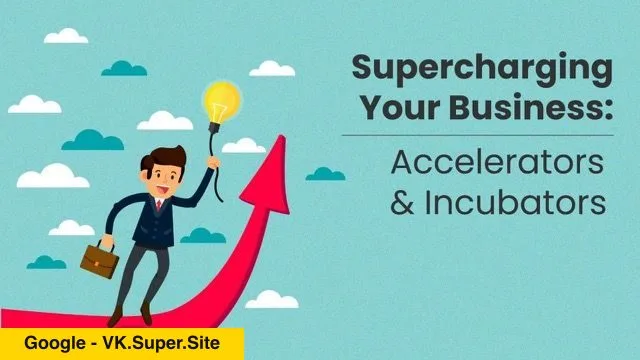 Supercharging
Your Business:
Accelerators
& Incubators
Google - VK.Super.Site